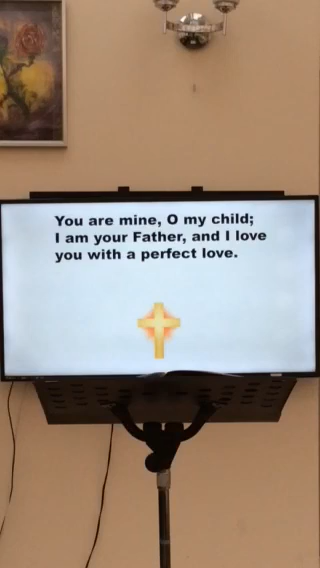 You are mine, O my child;
I am your Father, and I love
you with a perfect love.